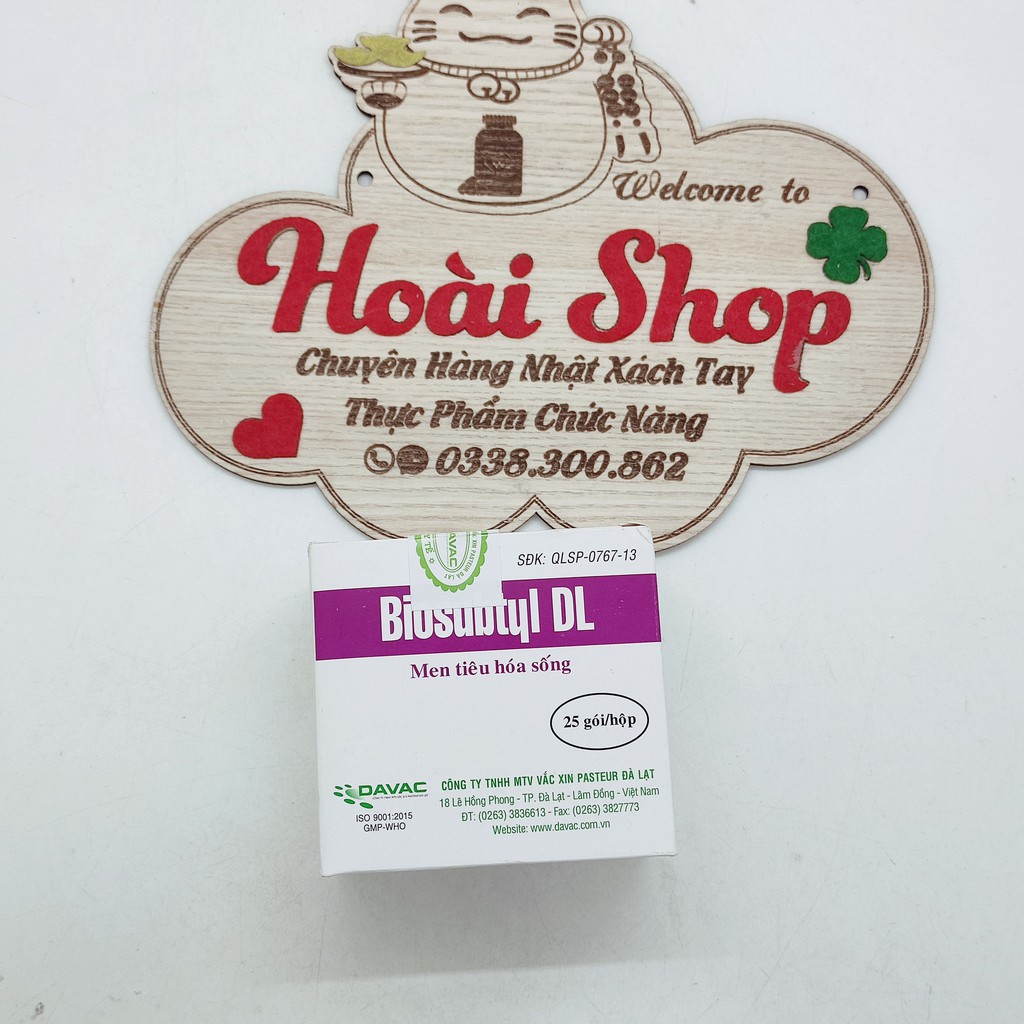 Welcome to
Hoài Shop
Chuyên Hàng Nhật Xách Tay
Thực Phẩm Chức Năng
0338.300.862
SĐK: QLSP-0767-13
DAVAC
Biosubtyl DL
Men tiêu hóa sống
25 gói/hộp
DAVAC
ISO 9001:2015
GMP-WHO
CÔNG TY TNHH MTV VẮC XIN PASTEUR ĐÀ LẠT
18 Lê Hồng Phong - TP. Đà Lạt - Lâm Đồng - Việt Nam
ĐT: (0263) 3836613 - Fax: (0263) 3827773
Website: www.davac.com.vn